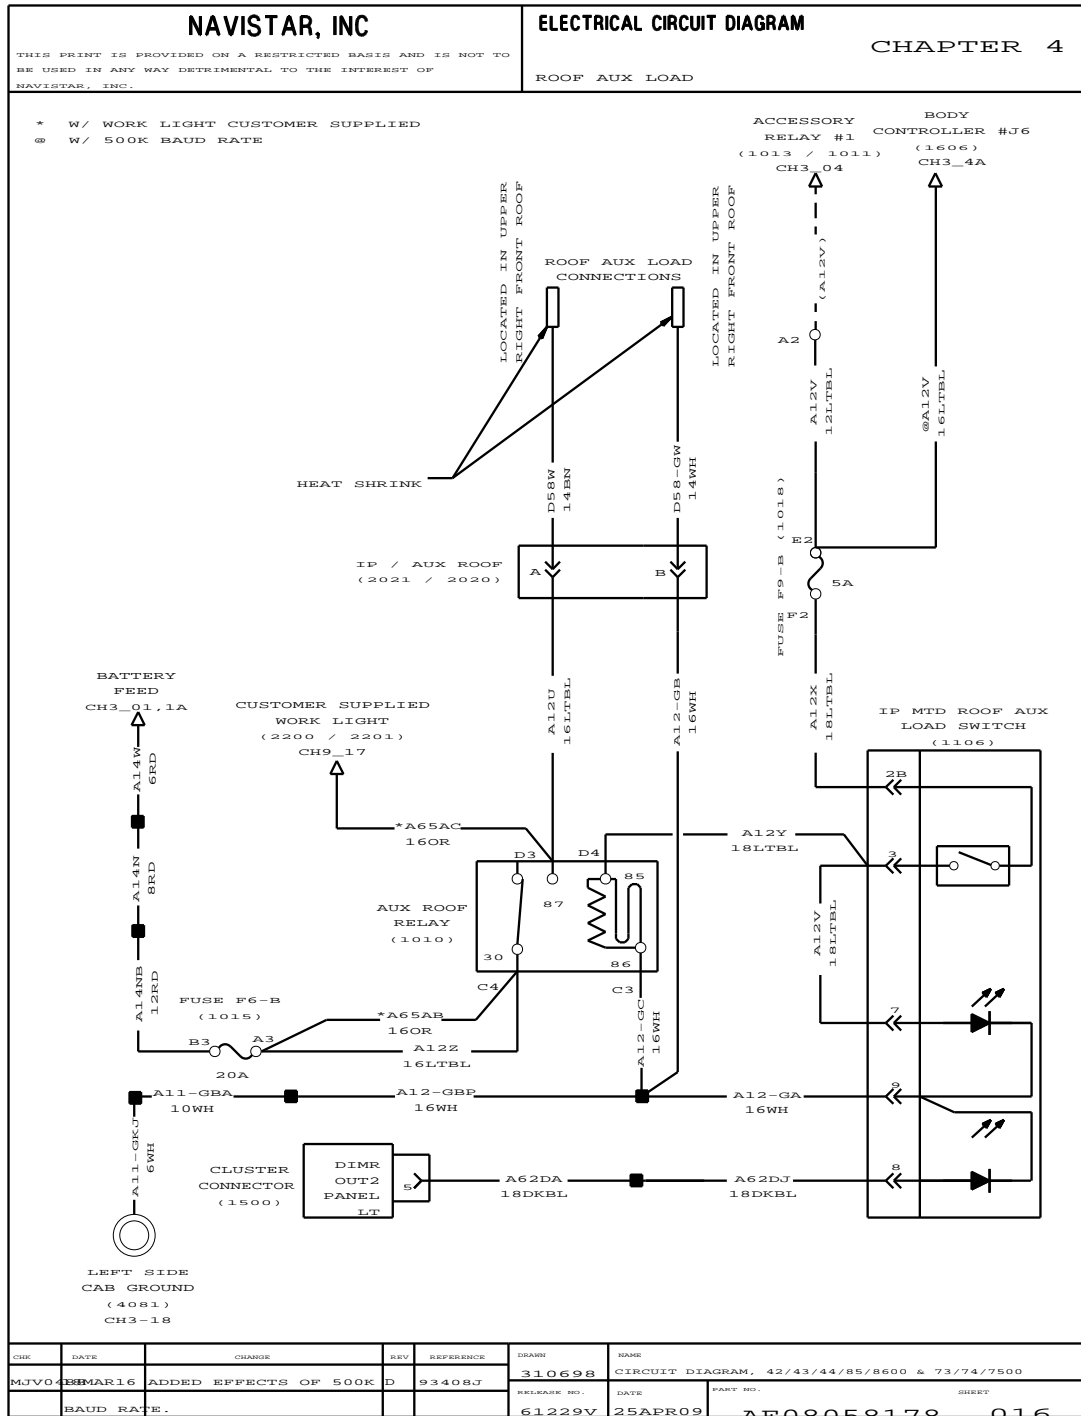 NAVISTAR, INC
THIS PRINT IS PROVIDED ON A RESTRICTED BASIS AND IS NOT TO
BE USED IN ANY WAY DETRIMENTAL TO THE INTEREST OF
NAVISTAR, INC.
ELECTRICAL CIRCUIT DIAGRAM
CHAPTER 4
ROOF AUX LOAD
* W/ WORK LIGHT CUSTOMER SUPPLIED
@ W/ 500K BAUD RATE
ACCESSORY
RELAY #1
(1013 / 1011)
CH3_04
BODY
CONTROLLER #J6
(1606)
CH3_4A
LOCATED IN UPPER
RIGHT FRONT ROOF
ROOF AUX LOAD
CONNECTIONS
LOCATED IN UPPER
RIGHT FRONT ROOF
(A12V)
A2
A12V
12LTBL
@A12V
16LTBL
HEAT SHRINK
D58W
14BN
D58-GW
14WH
FUSE F9-B (1018)
E2
5A
F2
IP / AUX ROOF
(2021 / 2020)
A
B
A12U
16LTBL
A12-GB
16WH
A12X
18LTBL
BATTERY
FEED
CH3_01,1A
A14W
6RD
A14N
8RD
A14NB
12RD
CUSTOMER SUPPLIED
WORK LIGHT
(2200 / 2201)
CH9_17
*A65AC
16OR
IP MTD ROOF AUX
LOAD SWITCH
(1106)
2B
A12Y
18LTBL
3
D3
D4
85
87
AUX ROOF
RELAY
(1010)
30
86
C4
C3
A12V
18LTBL
7
FUSE F6-B
(1015)
B3
A3
20A
*A65AB
16OR
A12Z
16LTBL
A12-GC
16WH
A11-GBA
10WH
A12-GBP
16WH
A12-GA
16WH
9
A11-GKJ
6WH
CLUSTER
CONNECTOR
(1500)
DIMR
OUT2
PANEL
LT
5
A62DA
18DKBL
A62DJ
18DKBL
8
LEFT SIDE
CAB GROUND
(4081)
CH3-18
CHK DATE CHANGE REV REFERENCE
ADDED EFFECTS OF 500K D 93408J
BAUD RATE.
DRAWN
310698
NAME
CIRCUIT DIAGRAM, 42/43/44/85/8600 & 73/74/7500
RELEASE NO.
61229V
DATE
25APR09
PART NO.
AE08058178
SHEET
016